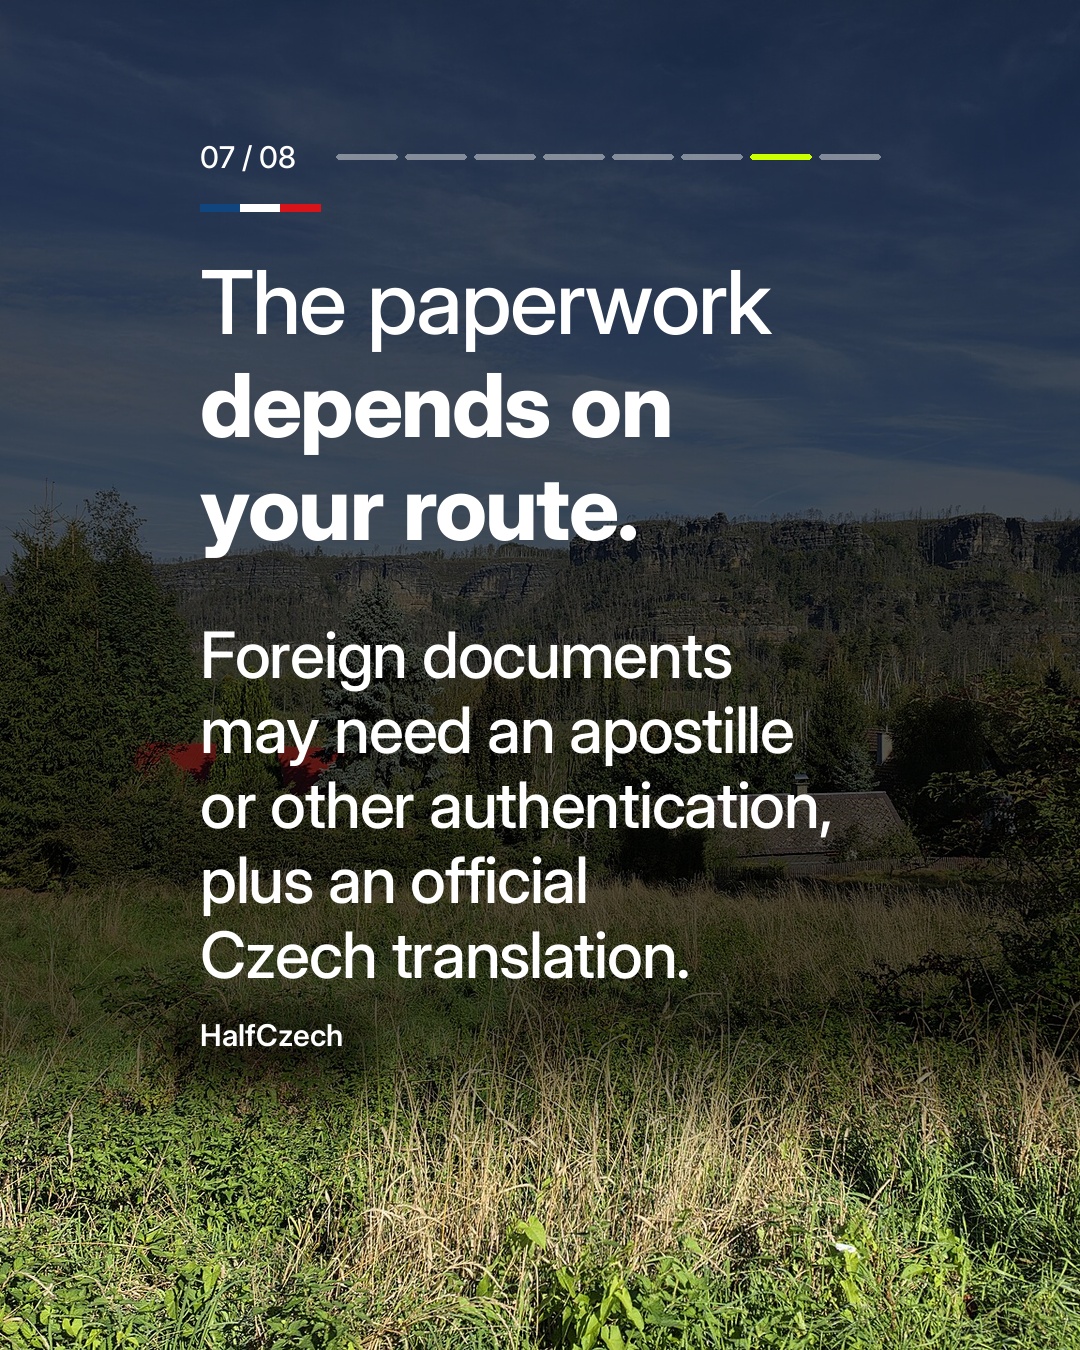 07 / 08
The paperwork
depends on
your route.
Foreign documents
may need an apostille
or other authentication,
plus an official
Czech translation.
HalfCzech